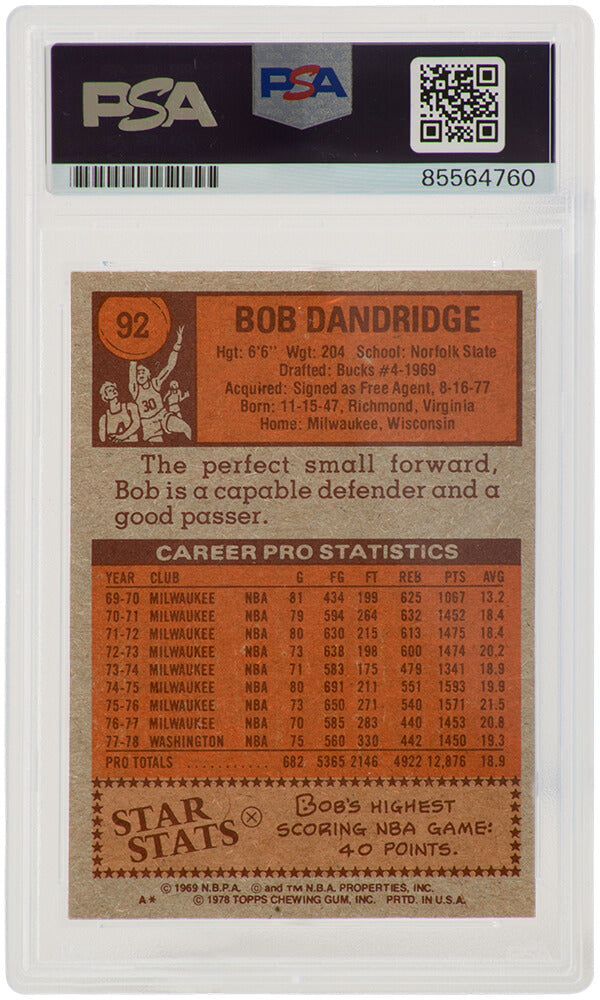 PSA
PSA
85564760
92
BOB DANDRIDGE
Hgt: 6'6" Wgt: 204 School: Norfolk State
Drafted: Bucks #4-1969
Acquired: Signed as Free Agent, 8-16-77
Born: 11-15-47, Richmond, Virginia
Home: Milwaukee, Wisconsin
30
The perfect small forward,
Bob is a capable defender and a
good passer.
CAREER PRO STATISTICS
YEAR CLUB G FG FT REB PTS AVG
69-70 MILWAUKEE NBA 81 434 199 625 1067 13.2
70-71 MILWAUKEE NBA 79 594 264 632 1452 18.4
71-72 MILWAUKEE NBA 80 630 215 613 1475 18.4
72-73 MILWAUKEE NBA 73 638 198 600 1474 20.2
73-74 MILWAUKEE NBA 71 583 175 479 1341 18.9
74-75 MILWAUKEE NBA 80 691 211 551 1593 19.9
75-76 MILWAUKEE NBA 73 650 271 540 1571 21.5
76-77 MILWAUKEE NBA 70 585 283 440 1453 20.8
77-78 WASHINGTON NBA 75 560 330 442 1450 19.3
PRO TOTALS ........... 682 5365 2146 4922 12,876 18.9
STAR
STATS
BOB'S HIGHEST
SCORING NBA GAME:
40 POINTS.
© 1969 N.B.P.A. © and TM N.B.A. PROPERTIES, INC.
A* © 1978 TOPPS CHEWING GUM, INC. PRTD. IN U.S.A.